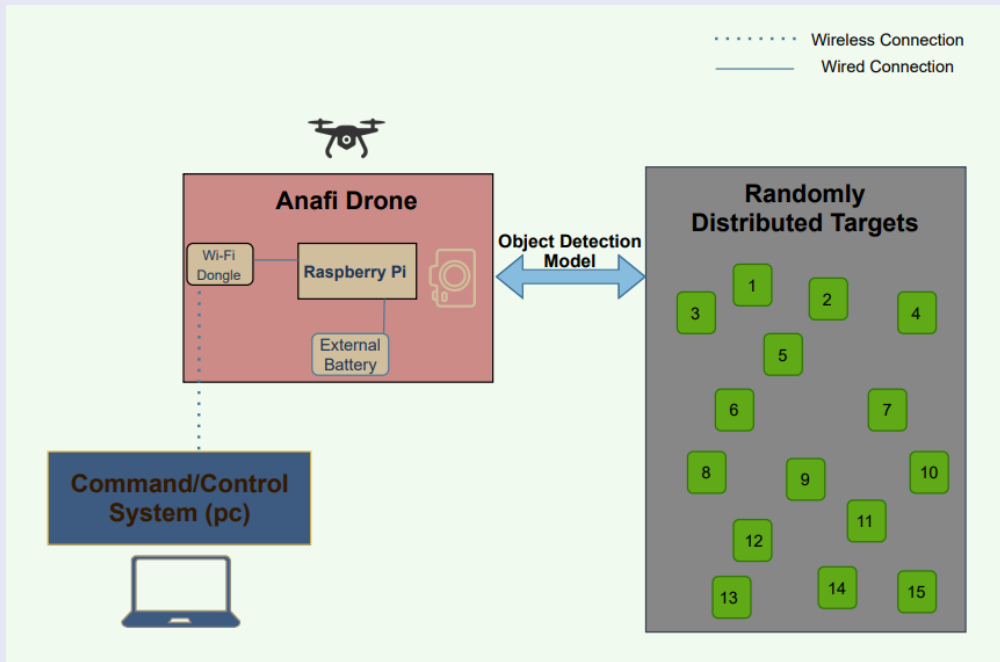 Wireless Connection
Wired Connection
Anafi Drone
Wi-Fi
Dongle
Raspberry Pi
External
Battery
Object Detection
Model
Command/Control
System (pc)
Randomly
Distributed Targets
1
2
3
4
5
6
7
8
9
10
11
12
13
14
15